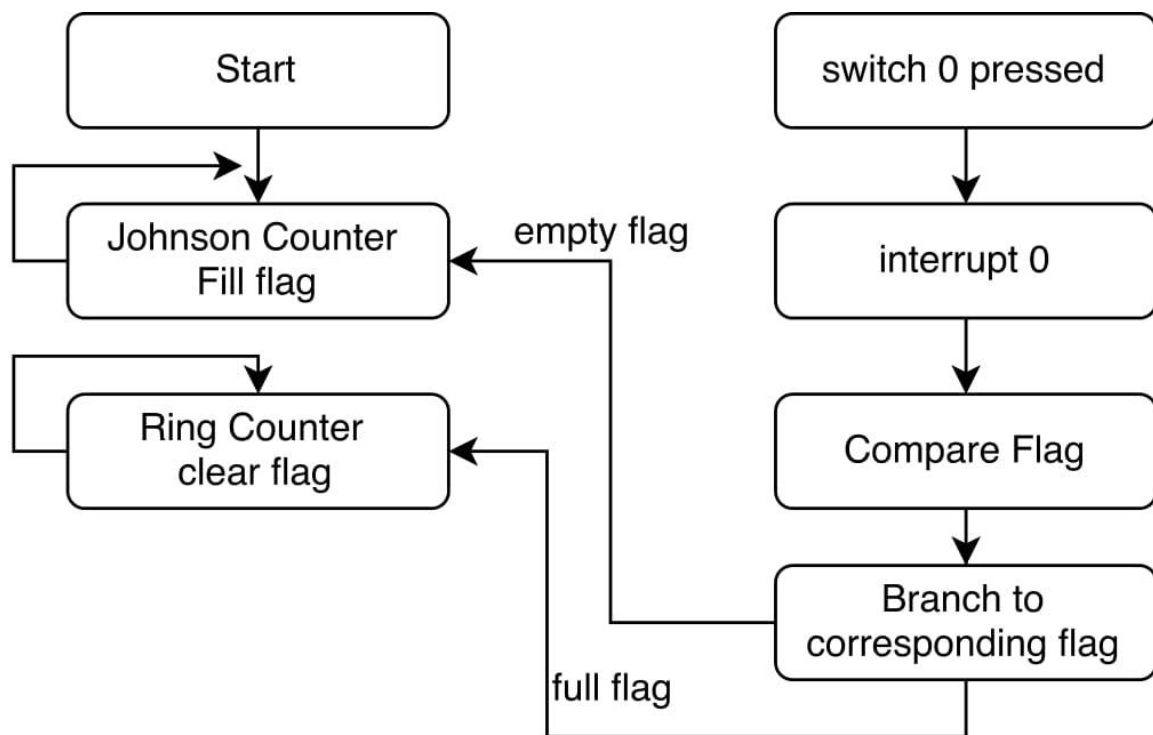 Start
switch 0 pressed
Johnson Counter
Fill flag
empty flag
interrupt 0
Ring Counter
clear flag
Compare Flag
Branch to
corresponding flag
full flag